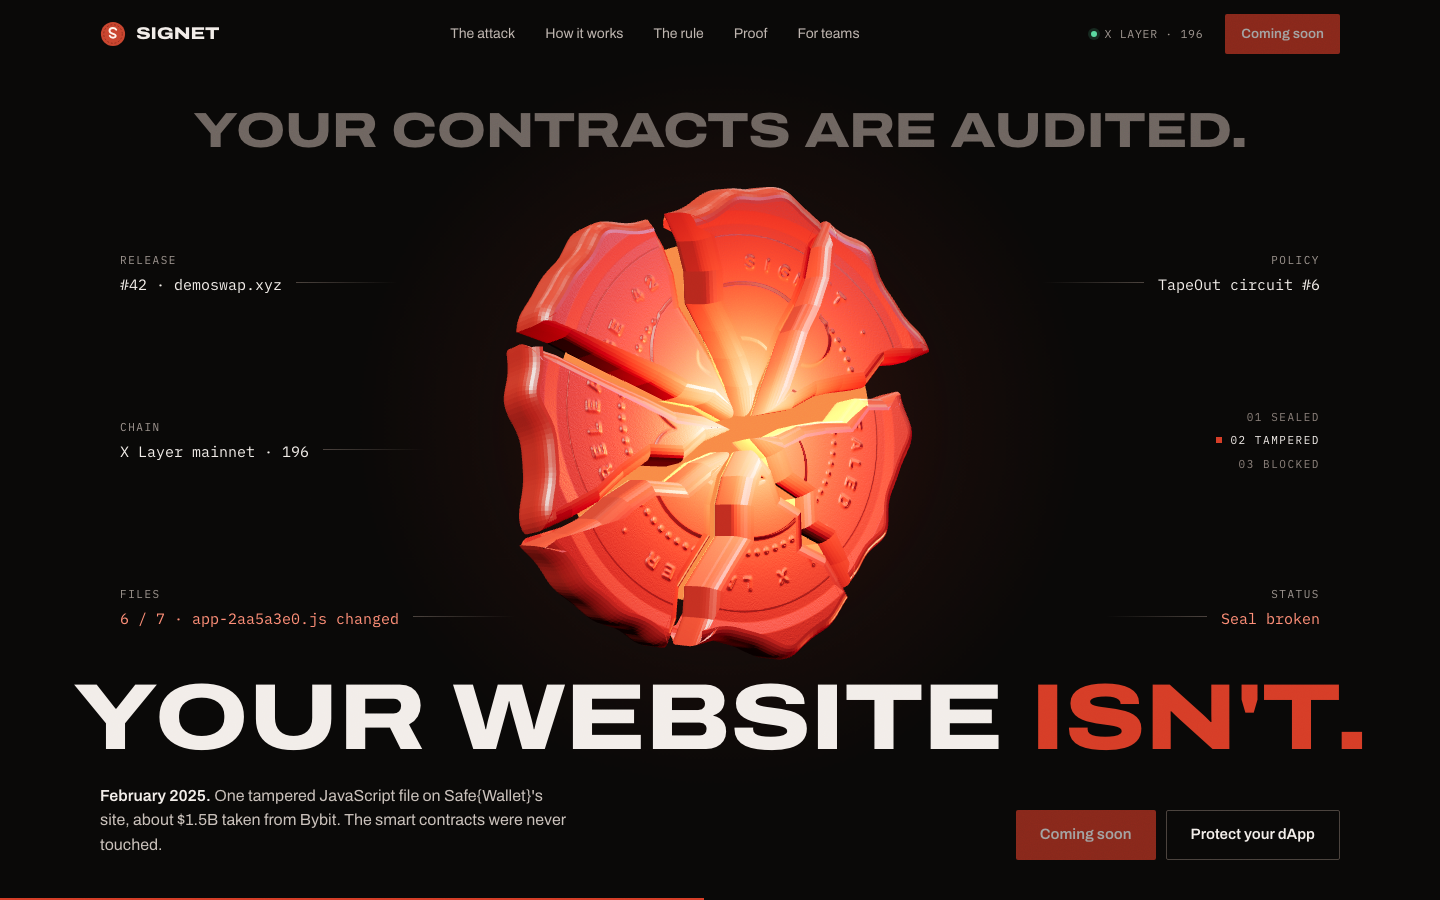 S SIGNET
The attack
How it works
The rule
Proof
For teams
X LAYER · 196
Coming soon
YOUR CONTRACTS ARE AUDITED.
RELEASE
#42 · demoswap.xyz
POLICY
TapeOut circuit #6
CHAIN
X Layer mainnet · 196
01 SEALED
02 TAMPERED
03 BLOCKED
FILES
6 / 7 · app-2aa5a3e0.js changed
STATUS
Seal broken
YOUR WEBSITE ISN'T.
February 2025. One tampered JavaScript file on Safe{Wallet}'s
site, about $1.5B taken from Bybit. The smart contracts were never
touched.
Coming soon
Protect your dApp